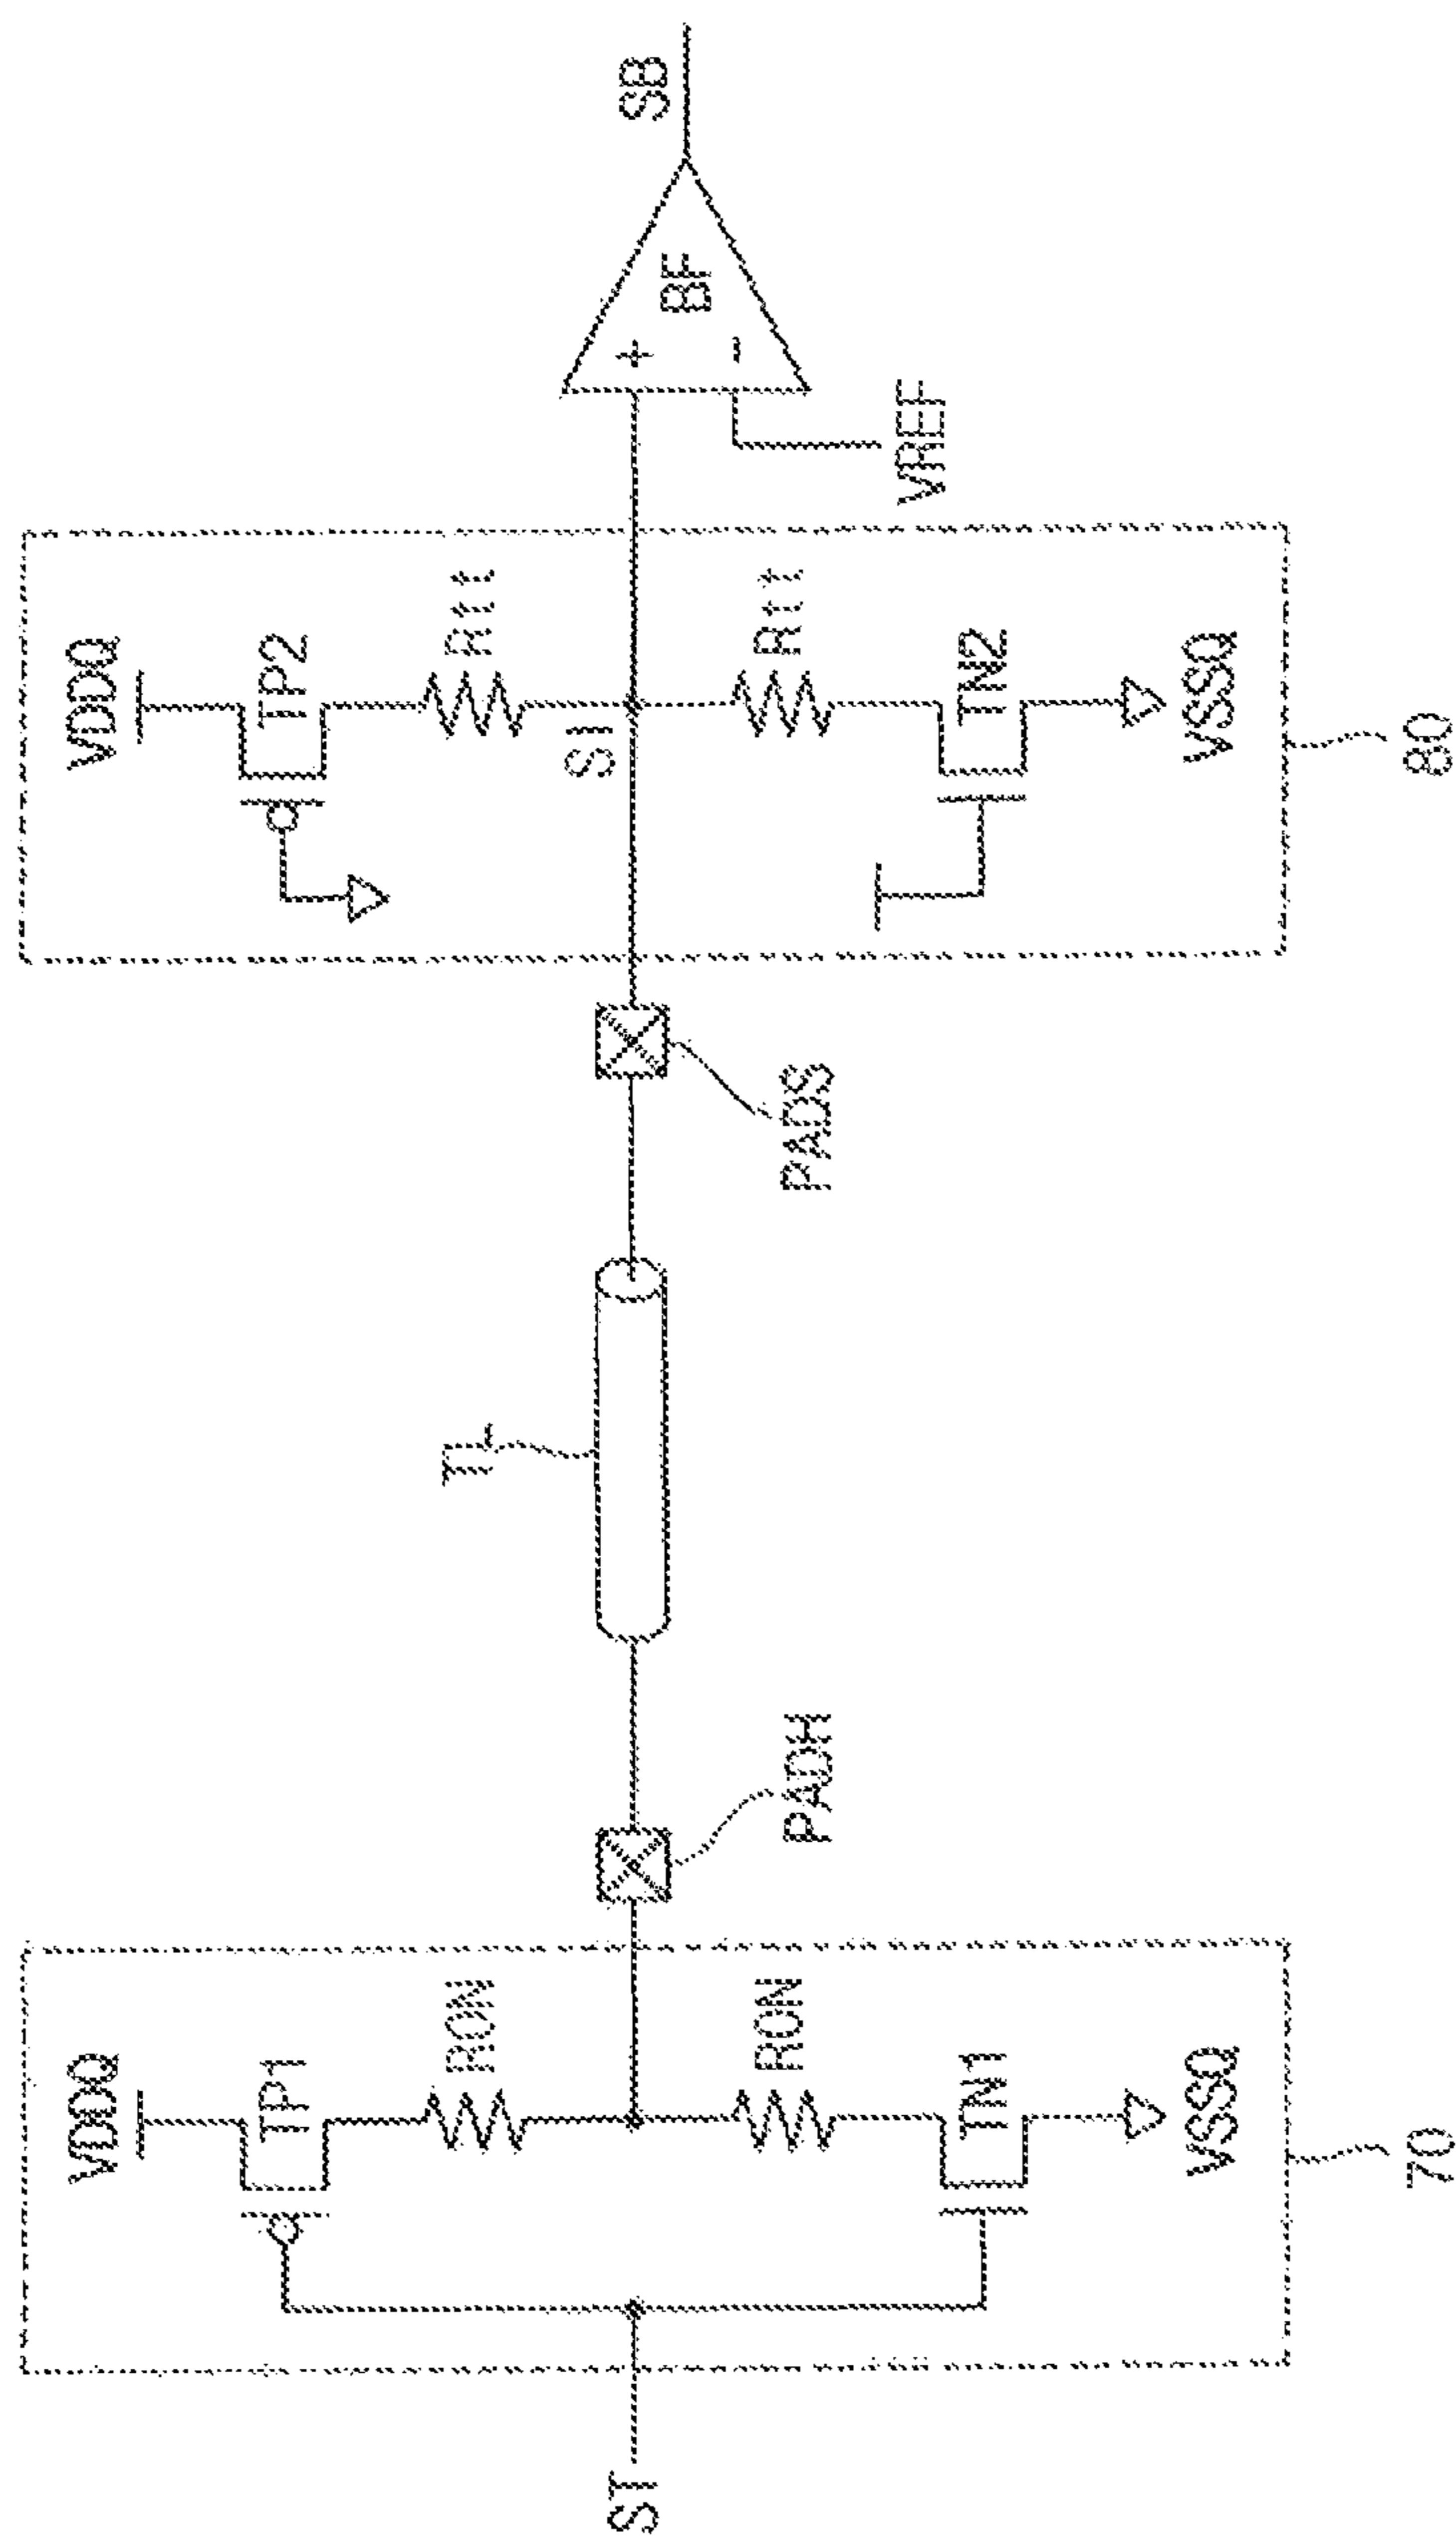 ST
VDDQ
TP1
RON
RON
TN1
VSSQ
70
PADH
TL
PADS
VDDQ
TP2
Rtt
SI
Rtt
TN2
VSSQ
80
VREF
+
BF
-
SB